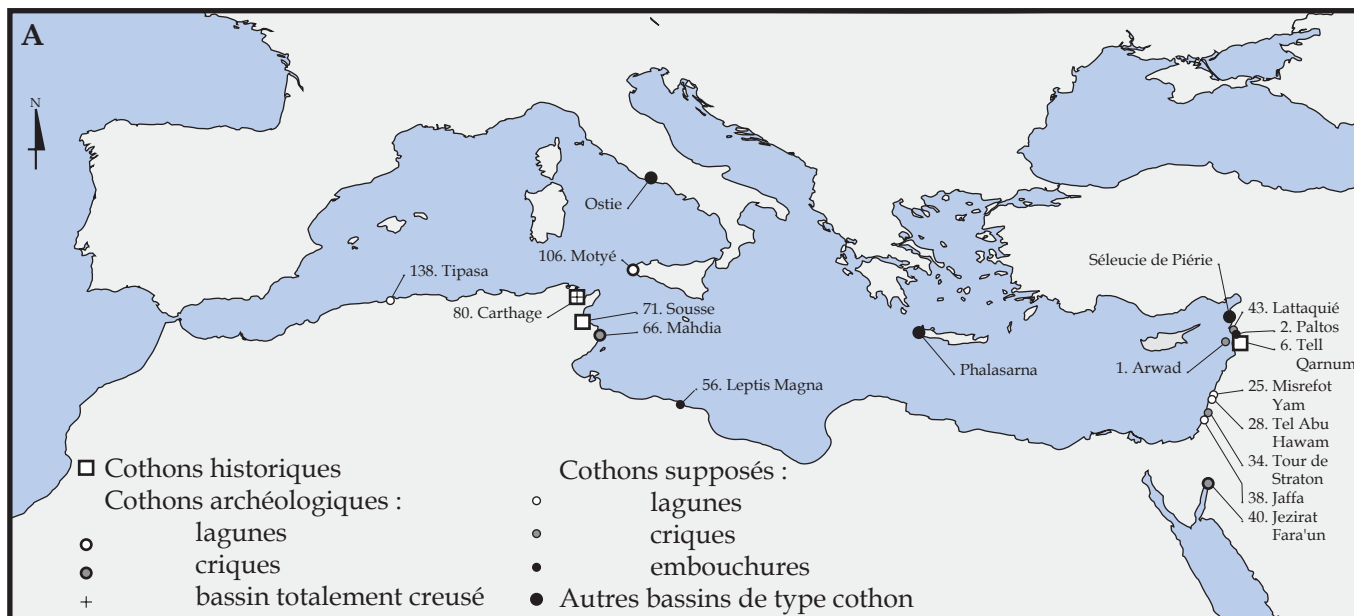 A
N
Ostie
106. Motyé
138. Tipasa
80. Carthage
71. Sousse
66. Mahdia
56. Leptis Magna
Phalasarna
Séleucie de Piérie
43. Lattaquié
2. Paltos
6. Tell
Qarnum
1. Arwad
25. Misrefot
Yam
28. Tel Abu
Hawam
34. Tour de
Straton
38. Jaffa
40. Jezirat
Fara'un
Cothons historiques
Cothons archéologiques :
lagunes
criques
bassin totalement creusé
Cothons supposés :
lagunes
criques
embouchures
Autres bassins de type cothon